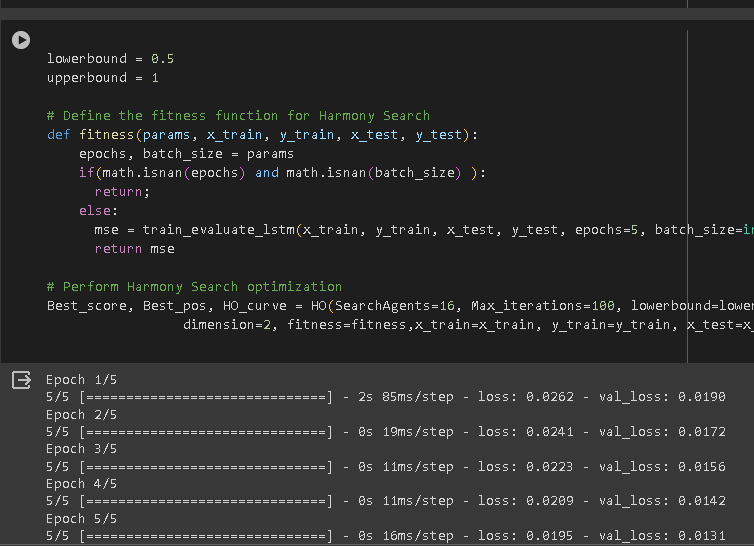 lowerbound = 0.5
upperbound = 1
# Define the fitness function for Harmony Search
def fitness(params, x_train, y_train, x_test, y_test):
    epochs, batch_size = params
    if(math.isnan(epochs) and math.isnan(batch_size) ):
      return;
    else:
      mse = train_evaluate_lstm(x_train, y_train, x_test, y_test, epochs=5, batch_size=in
      return mse
# Perform Harmony Search optimization
Best_score, Best_pos, HO_curve = HO(SearchAgents=16, Max_iterations=100, lowerbound=lower
                 dimension=2, fitness=fitness,x_train=x_train, y_train=y_train, x_test=x_
Epoch 1/5
5/5 [==============================] - 2s 85ms/step - loss: 0.0262 - val_loss: 0.0190
Epoch 2/5
5/5 [==============================] - 0s 19ms/step - loss: 0.0241 - val_loss: 0.0172
Epoch 3/5
5/5 [==============================] - 0s 11ms/step - loss: 0.0223 - val_loss: 0.0156
Epoch 4/5
5/5 [==============================] - 0s 11ms/step - loss: 0.0209 - val_loss: 0.0142
Epoch 5/5
5/5 [==============================] - 0s 16ms/step - loss: 0.0195 - val_loss: 0.0131